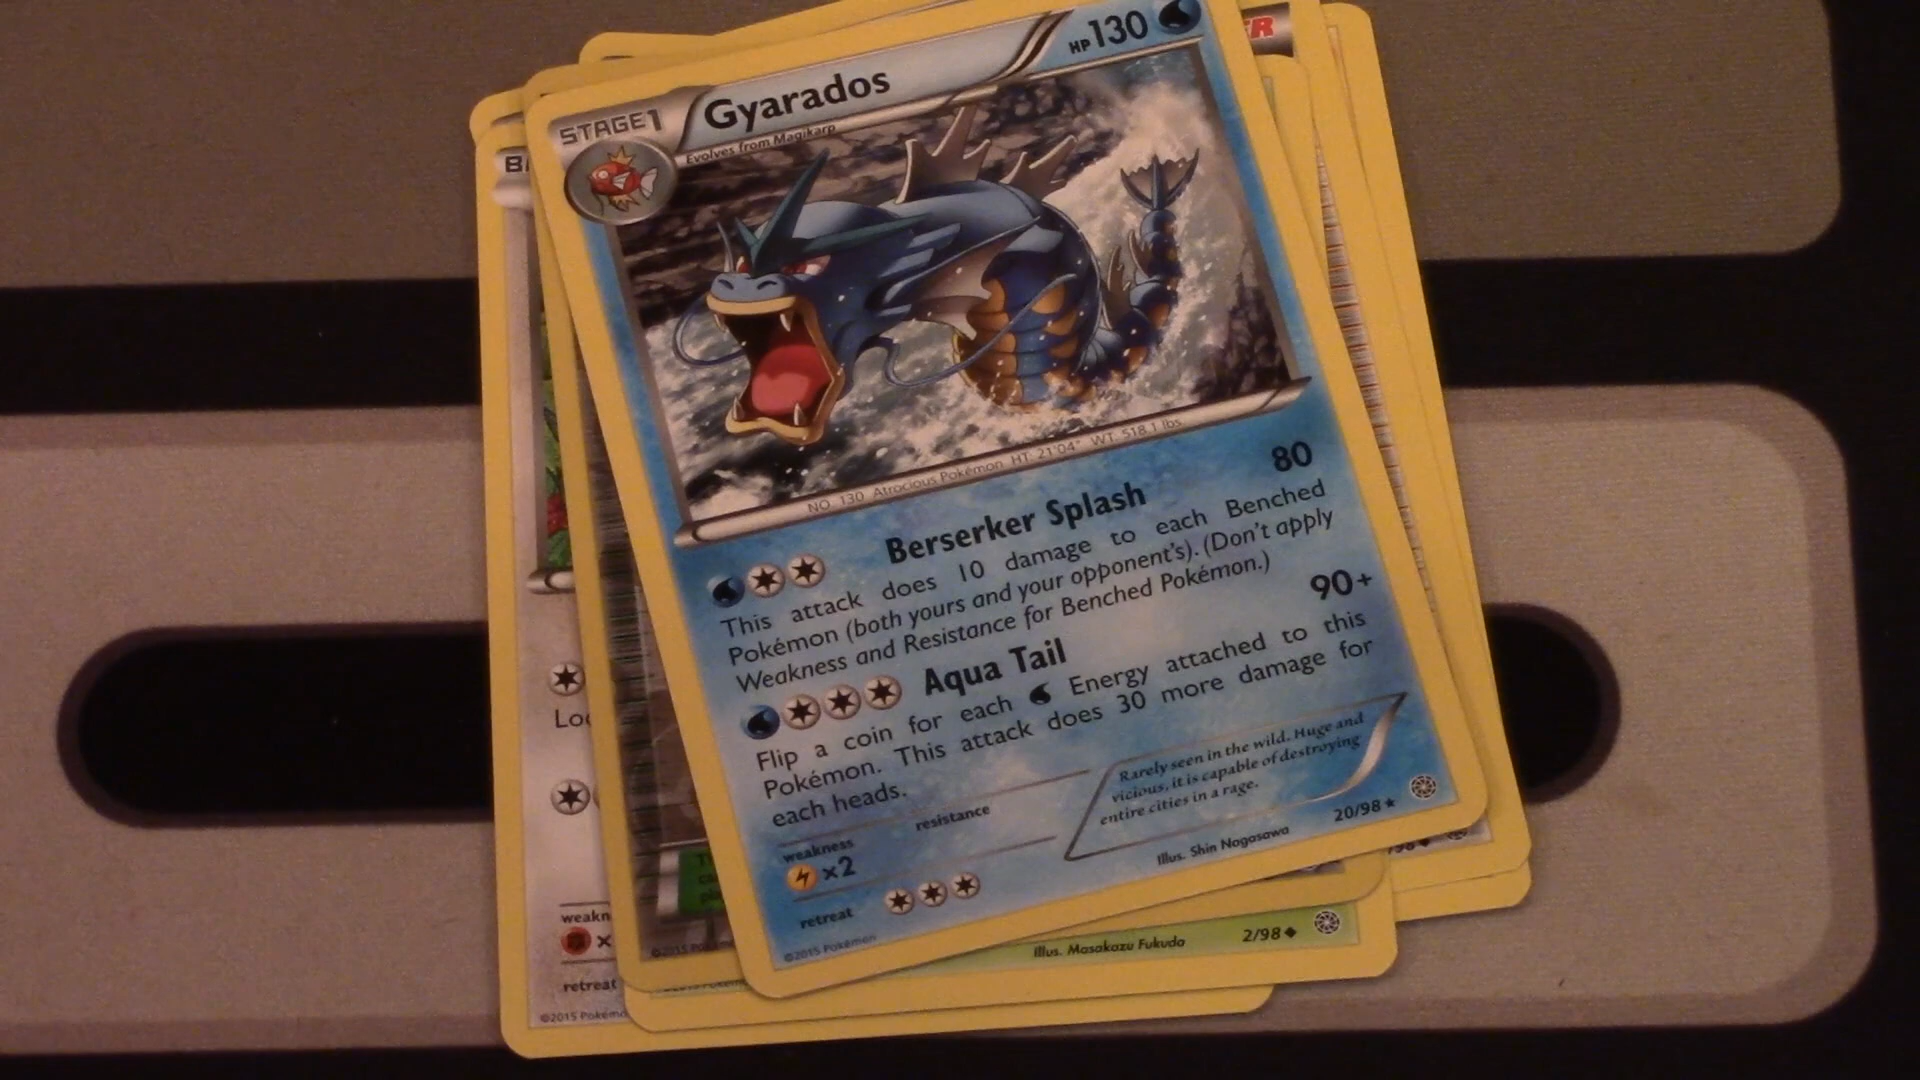 HP130
STAGE1
Gyarados
Evolves from Magikarp
NO. 130 Atrocious Pokémon HT: 21'04" WT: 518.1 lbs.
Berserker Splash 80
This attack does 10 damage to each Benched
Pokémon (both yours and your opponent's). (Don't apply
Weakness and Resistance for Benched Pokémon.)
Aqua Tail 90+
Flip a coin for each Energy attached to this
Pokémon. This attack does 30 more damage for
each heads.
weakness
×2
resistance
retreat
Rarely seen in the wild. Huge and
vicious, it is capable of destroying
entire cities in a rage.
Illus. Shin Nagasawa
20/98
©2015 Pokémon
Illus. Masakazu Fukuda
2/98
retreat